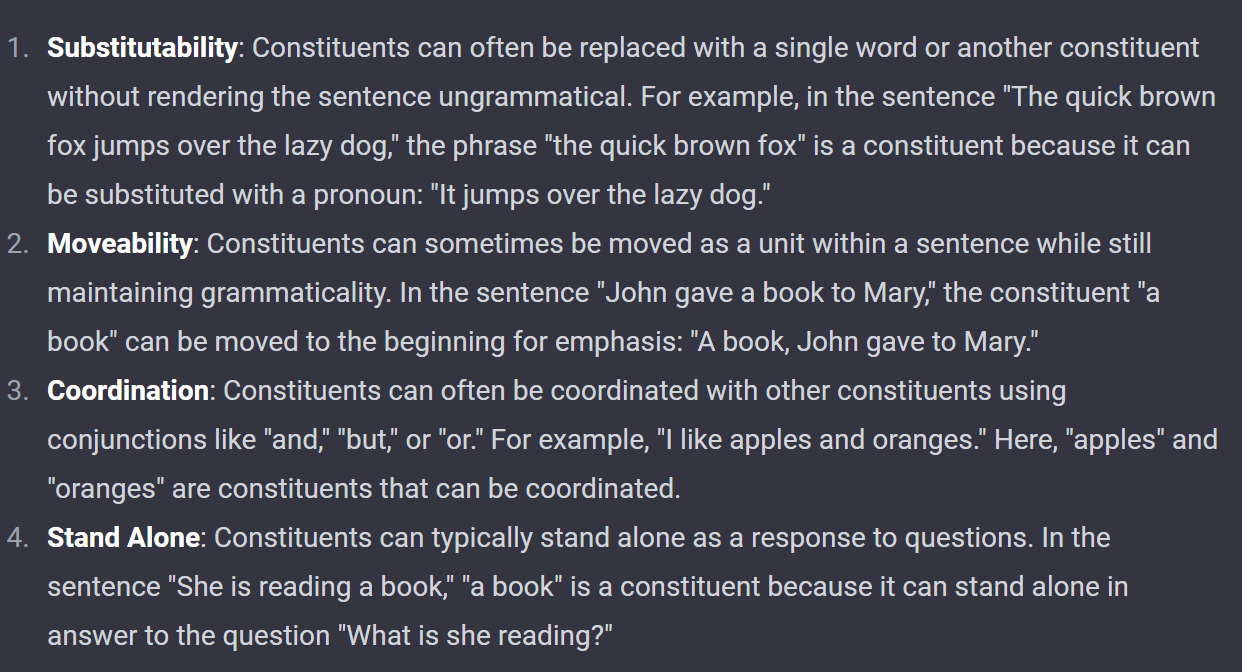 1. Substitutability: Constituents can often be replaced with a single word or another constituent
without rendering the sentence ungrammatical. For example, in the sentence "The quick brown
fox jumps over the lazy dog," the phrase "the quick brown fox" is a constituent because it can
be substituted with a pronoun: "It jumps over the lazy dog."
2. Moveability: Constituents can sometimes be moved as a unit within a sentence while still
maintaining grammaticality. In the sentence "John gave a book to Mary," the constituent "a
book" can be moved to the beginning for emphasis: "A book, John gave to Mary."
3. Coordination: Constituents can often be coordinated with other constituents using
conjunctions like "and," "but," or "or." For example, "I like apples and oranges." Here, "apples" and
"oranges" are constituents that can be coordinated.
4. Stand Alone: Constituents can typically stand alone as a response to questions. In the
sentence "She is reading a book," "a book" is a constituent because it can stand alone in
answer to the question "What is she reading?"